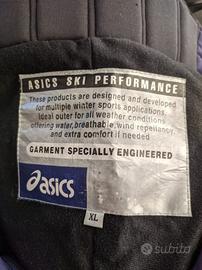 ASICS SKI PERFORMANCE
These products are designed and developed
for multiple winter sports applications.
Ideal outer for all weather conditions
offering water, breathable, wind repellancy,
and extra comfort if needed
GARMENT SPECIALLY ENGINEERED
asics
XL
subito